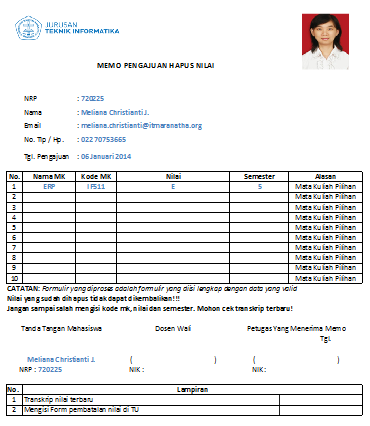 JURUSAN
TEKNIK INFORMATIKA
MEMO PENGAJUAN HAPUS NILAI
NRP : 720225
Nama : Meliana Christianti J.
Email : meliana.christianti@itmaranatha.org
No. Tlp / Hp. : 022 70753665
Tgl. Pengajuan : 06 Januari 2014
No. Nama MK Kode MK Nilai Semester Alasan
1 ERP IF511 E 5 Mata Kuliah Pilihan
2 Mata Kuliah Pilihan
3 Mata Kuliah Pilihan
4 Mata Kuliah Pilihan
5 Mata Kuliah Pilihan
6 Mata Kuliah Pilihan
7 Mata Kuliah Pilihan
8 Mata Kuliah Pilihan
9 Mata Kuliah Pilihan
10 Mata Kuliah Pilihan
CATATAN: Formulir yang diproses adalah formulir yang diisi lengkap dengan data yang valid
Nilai yang sudah dihapus tidak dapat dikembalikan!!!
Jangan sampai salah mengisi kode mk, nilai dan semester. Mohon cek transkrip terbaru!
Tanda Tangan Mahasiswa Dosen Wali Petugas Yang Menerima Memo
Tgl.
Meliana Christianti J. ( ) ( )
NRP : 720225 NIK : NIK :
No. Lampiran
1 Transkrip nilai terbaru
2 Mengisi Form pembatalan nilai di TU